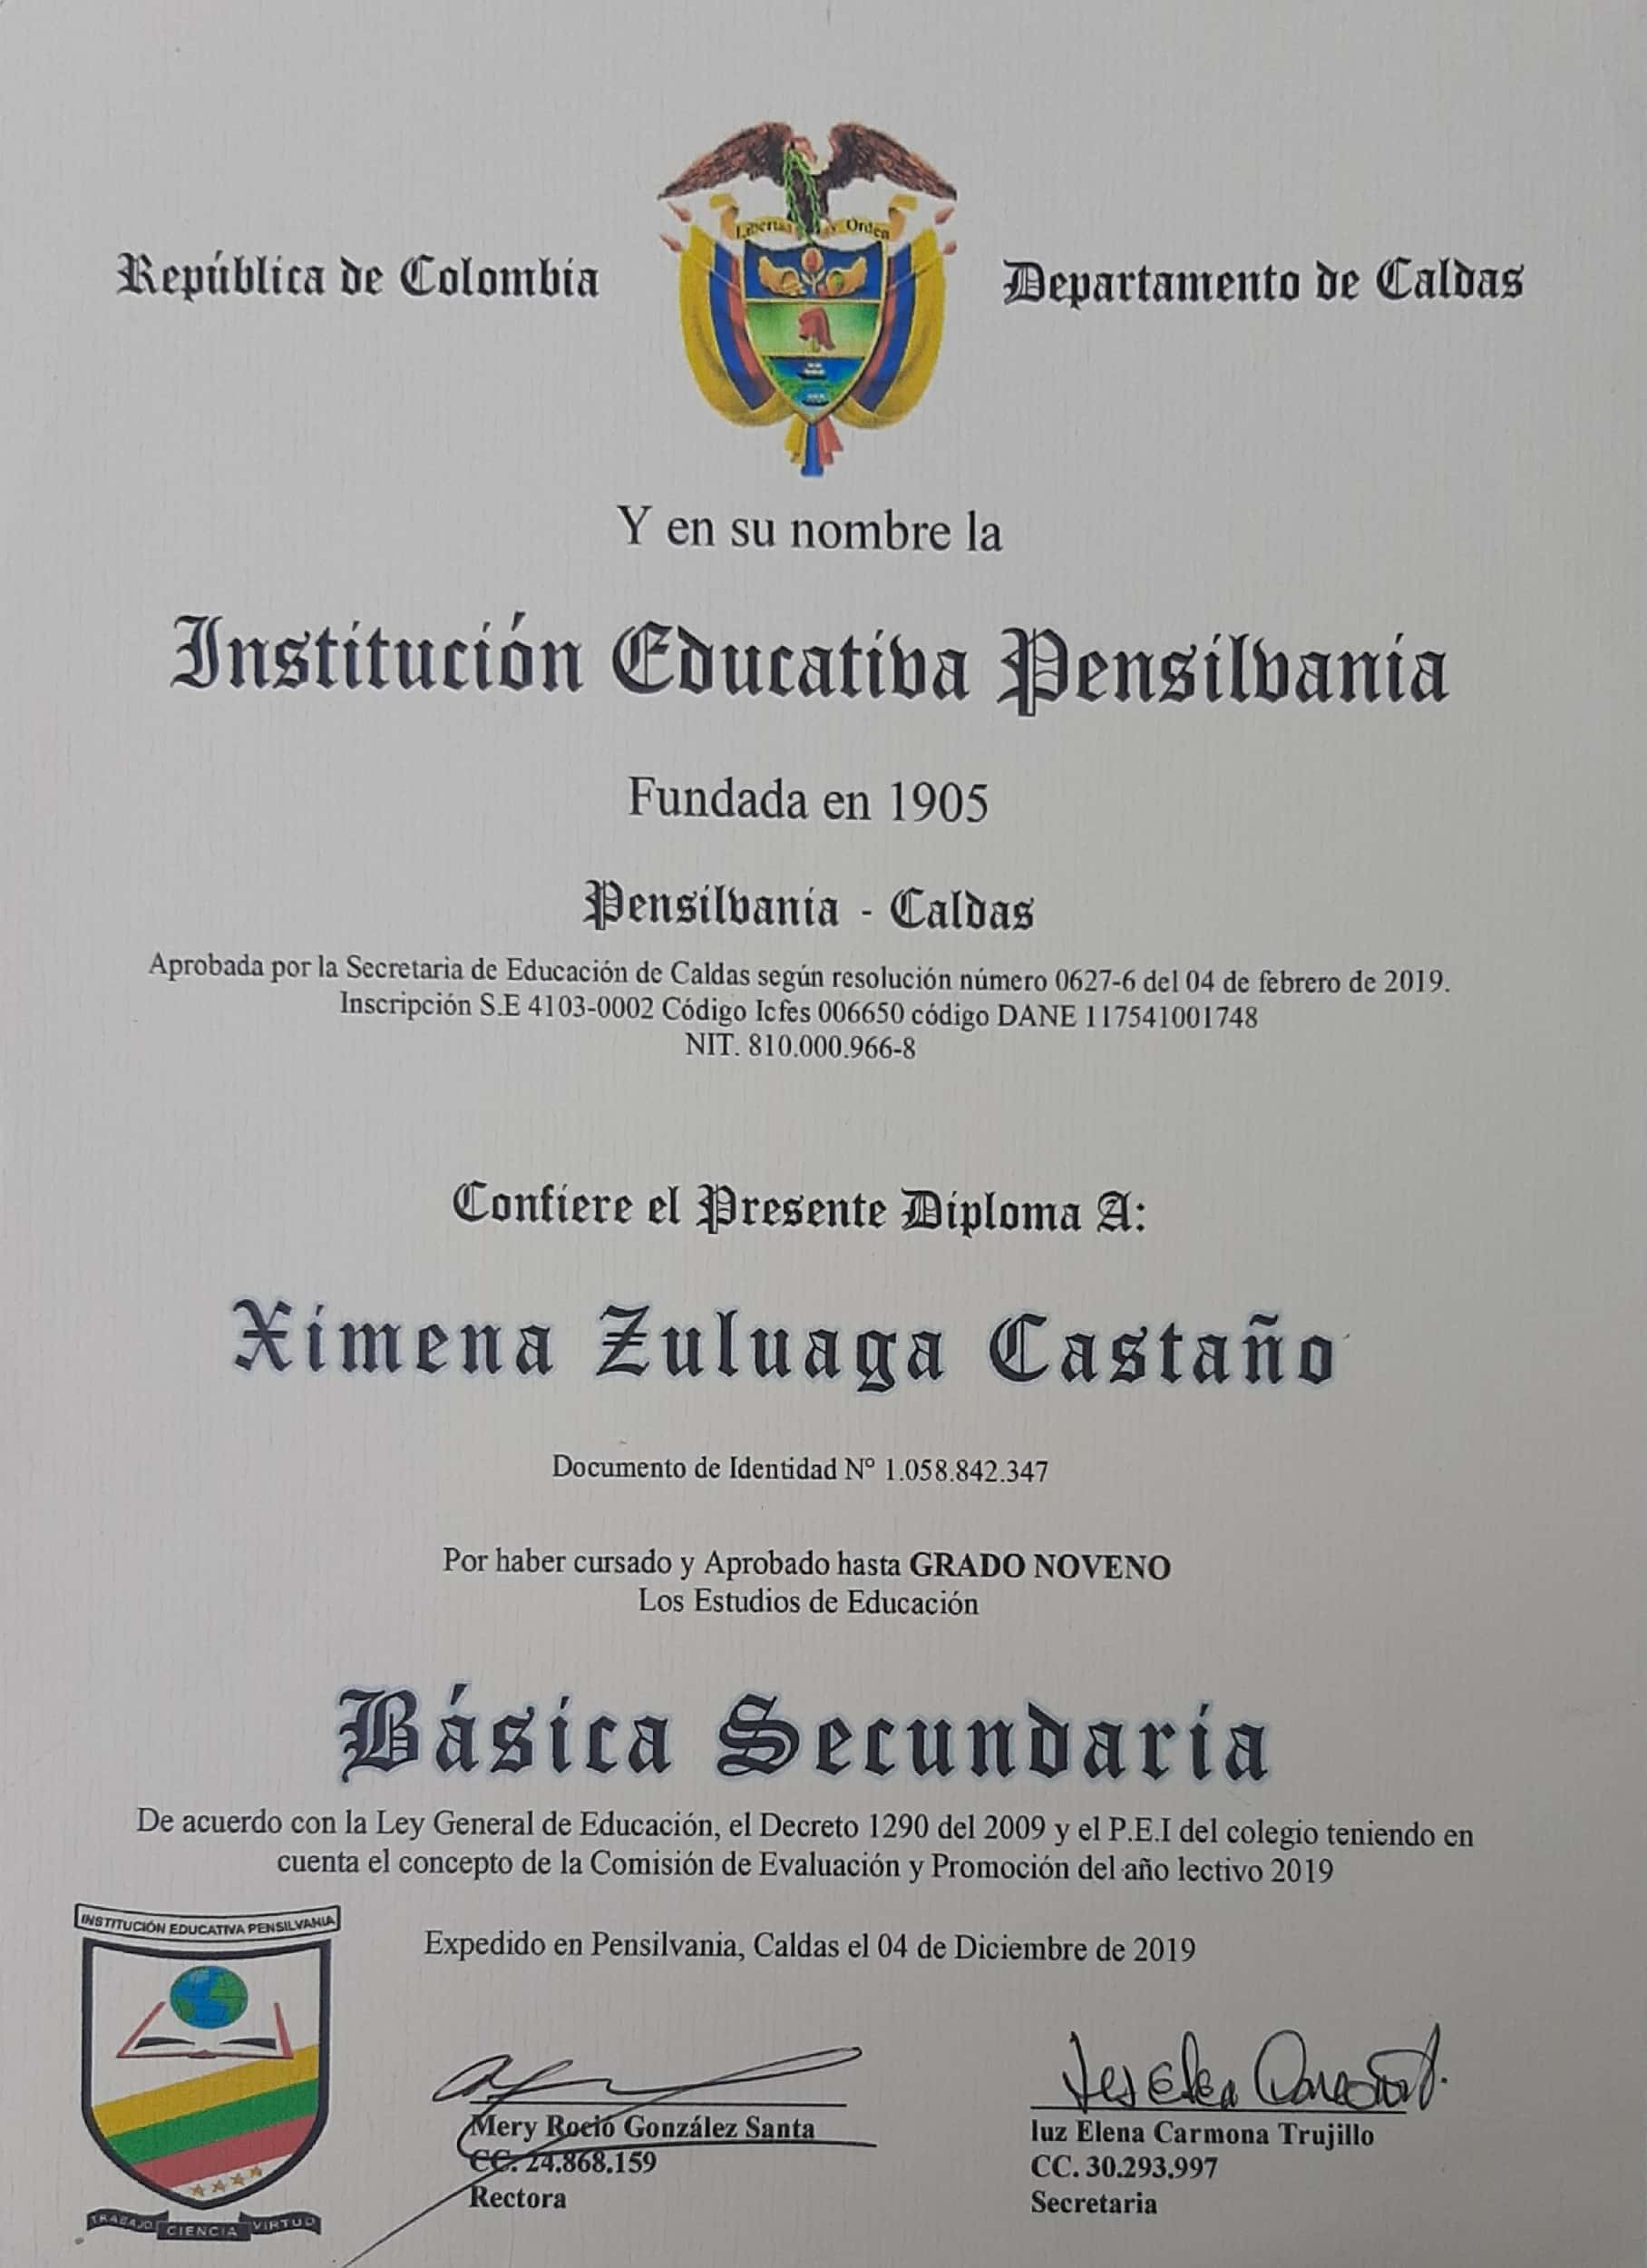 República de Colombia
Departamento de Caldas
Libertad y Orden
Y en su nombre la
Institución Educativa Pensilvania
Fundada en 1905
Pensilvania - Caldas
Aprobada por la Secretaria de Educación de Caldas según resolución número 0627-6 del 04 de febrero de 2019.
Inscripción S.E 4103-0002 Código Icfes 006650 código DANE 117541001748
NIT. 810.000.966-8
Confiere el Presente Diploma A:
Ximena Zuluaga Castaño
Documento de Identidad N° 1.058.842.347
Por haber cursado y Aprobado hasta GRADO NOVENO
Los Estudios de Educación
Básica Secundaria
De acuerdo con la Ley General de Educación, el Decreto 1290 del 2009 y el P.E.I del colegio teniendo en
cuenta el concepto de la Comisión de Evaluación y Promoción del año lectivo 2019
Expedido en Pensilvania, Caldas el 04 de Diciembre de 2019
INSTITUCIÓN EDUCATIVA PENSILVANIA
TRABAJO CIENCIA VIRTUD
Mery Roció González Santa
CC. 24.868.159
Rectora
luz Elena Carmona Trujillo
CC. 30.293.997
Secretaria